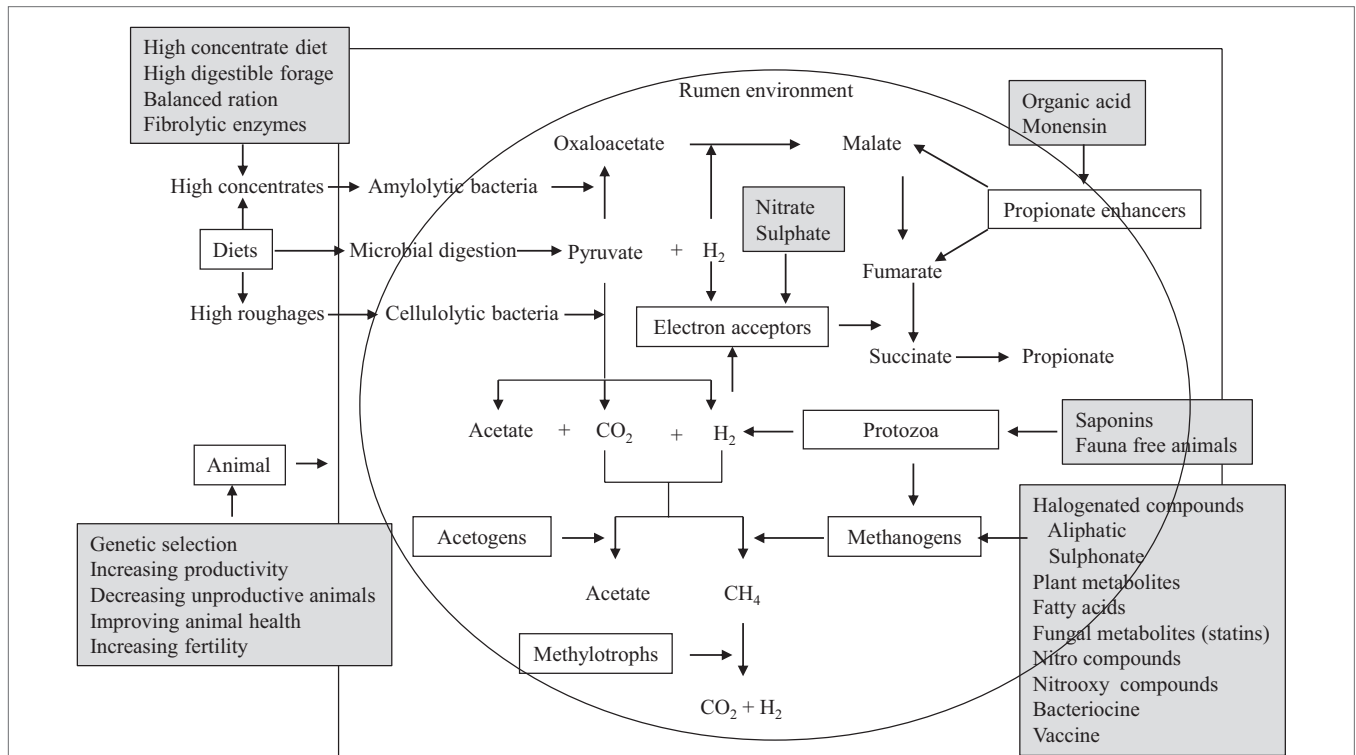 High concentrate diet
High digestible forage
Balanced ration
Fibrolytic enzymes
Rumen environment
Organic acid
Monensin
Oxaloacetate
Malate
High concentrates
Amylolytic bacteria
Nitrate
Sulphate
Propionate enhancers
Diets
Microbial digestion
Pyruvate + H₂
Fumarate
High roughages
Cellulolytic bacteria
Electron acceptors
Succinate
Propionate
Acetate + CO₂ + H₂
Protozoa
Saponins
Fauna free animals
Animal
Genetic selection
Increasing productivity
Decreasing unproductive animals
Improving animal health
Increasing fertility
Acetogens
Methanogens
Halogenated compounds
Aliphatic
Sulphonate
Plant metabolites
Fatty acids
Fungal metabolites (statins)
Nitro compounds
Nitrooxy compounds
Bacteriocine
Vaccine
Acetate
CH₄
Methylotrophs
CO₂ + H₂